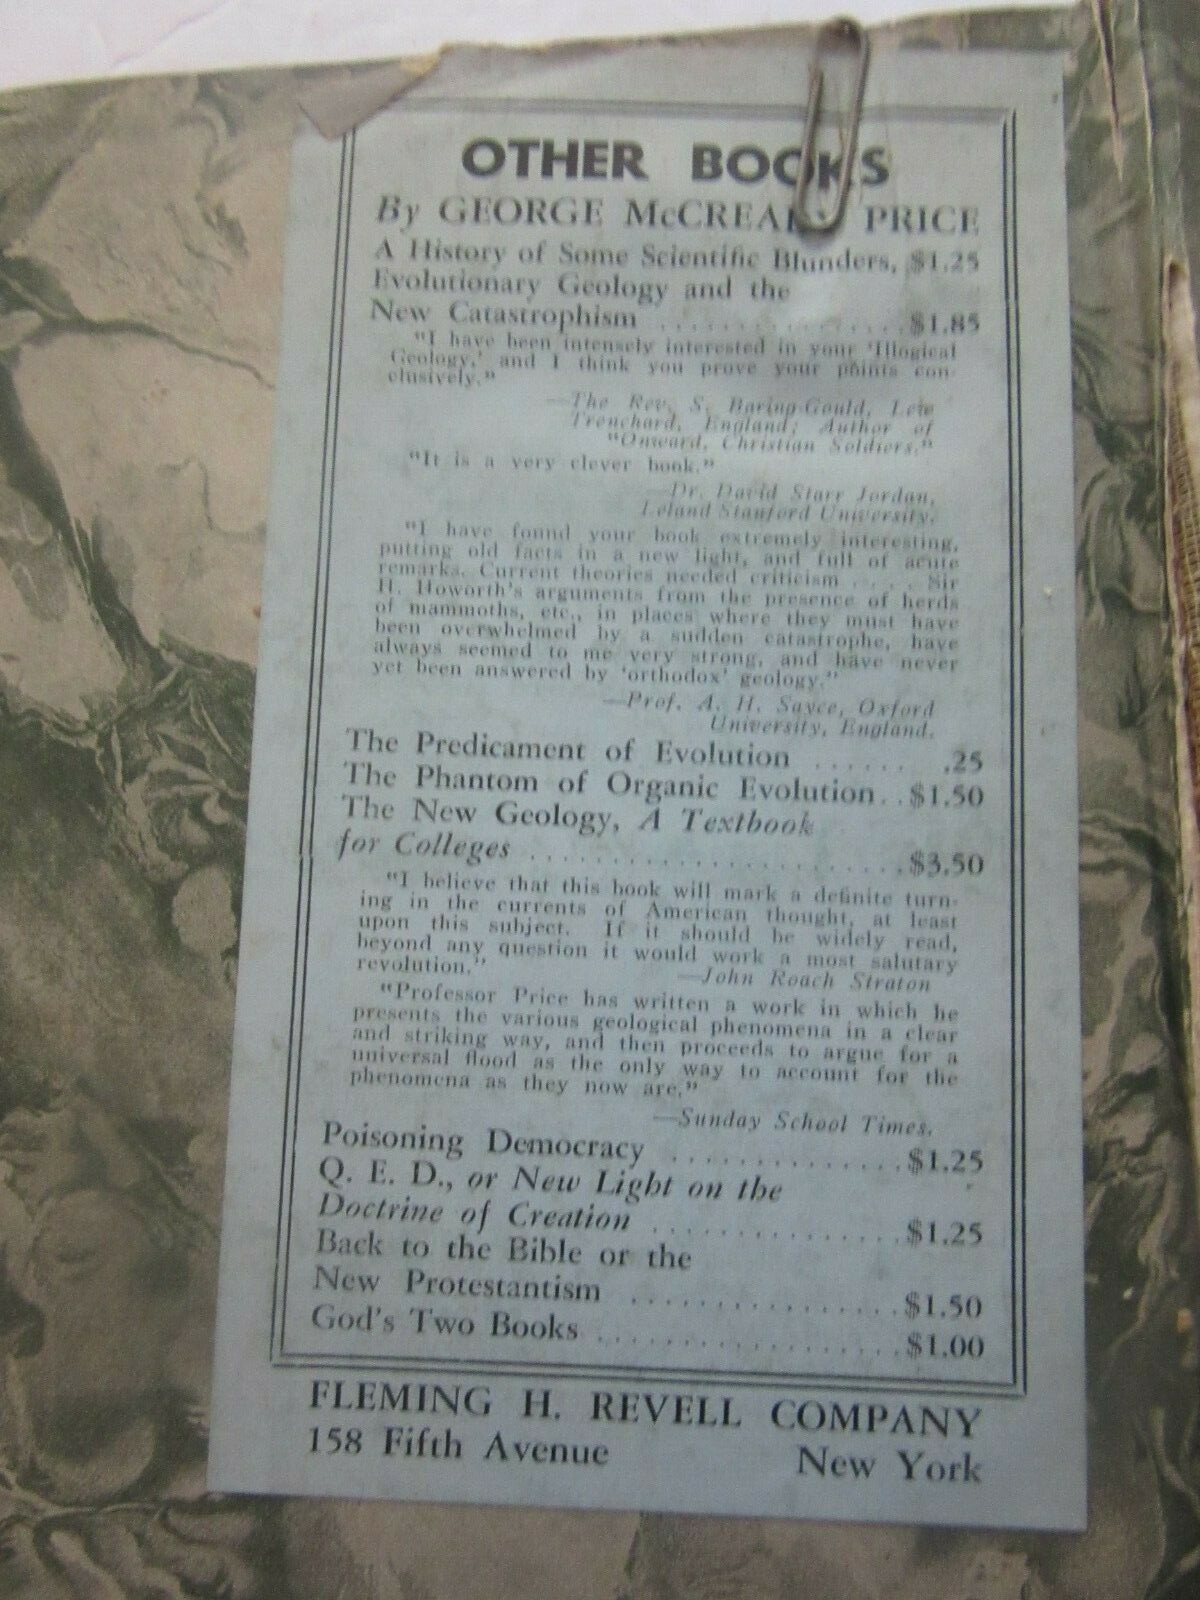 OTHER BOOKS
By GEORGE McCREADY PRICE
A History of Some Scientific Blunders, $1.25
Evolutionary Geology and the
New Catastrophism ................$1.85
"I have been intensely interested in your 'Illogical
Geology,' and I think you prove your points con-
clusively."
—The Rev. S. Baring-Gould, Lew
Trenchard, England; Author of
"Onward, Christian Soldiers."
"It is a very clever book."
—Dr. David Starr Jordan,
Leland Stanford University.
"I have found your book extremely interesting,
putting old facts in a new light, and full of acute
remarks. Current theories needed criticism .... Sir
H. Howorth's arguments from the presence of herds
of mammoths, etc., in places where they must have
been overwhelmed by a sudden catastrophe, have
always seemed to me very strong, and have never
yet been answered by 'orthodox' geology."
—Prof. A. H. Sayce, Oxford
University, England.
The Predicament of Evolution ...... .25
The Phantom of Organic Evolution..$1.50
The New Geology, A Textbook
for Colleges .......................$3.50
"I believe that this book will mark a definite turn-
ing in the currents of American thought, at least
upon this subject. If it should be widely read,
beyond any question it would work a most salutary
revolution."
—John Roach Straton
"Professor Price has written a work in which he
presents the various geological phenomena in a clear
and striking way, and then proceeds to argue for a
universal flood as the only way to account for the
phenomena as they now are."
—Sunday School Times.
Poisoning Democracy ..............$1.25
Q. E. D., or New Light on the
Doctrine of Creation ...............$1.25
Back to the Bible or the
New Protestantism ................$1.50
God's Two Books ..................$1.00
FLEMING H. REVELL COMPANY
158 Fifth Avenue New York